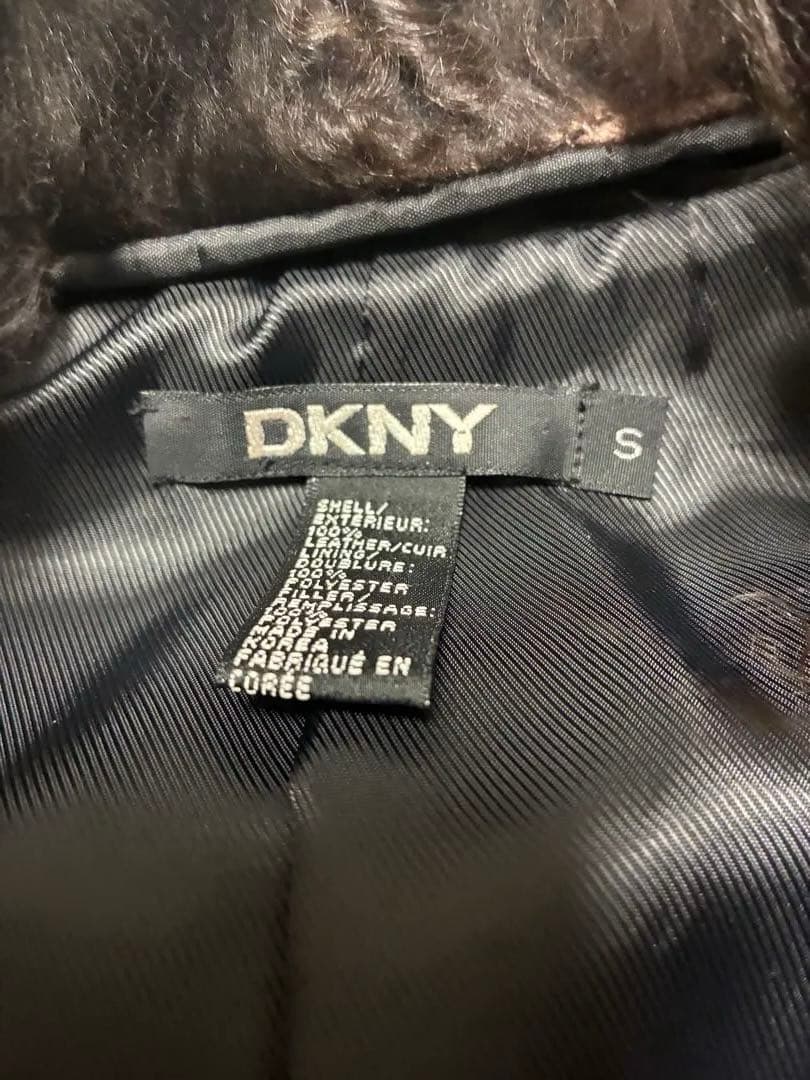 DKNY
S
SHELL/
EXTÉRIEUR:
100%
LEATHER/CUIR
LINING/
DOUBLURE:
100%
POLYESTER
FILLER/
REMPLISSAGE:
100%
POLYESTER
MADE IN
KOREA
FABRIQUÉ EN
CORÉE